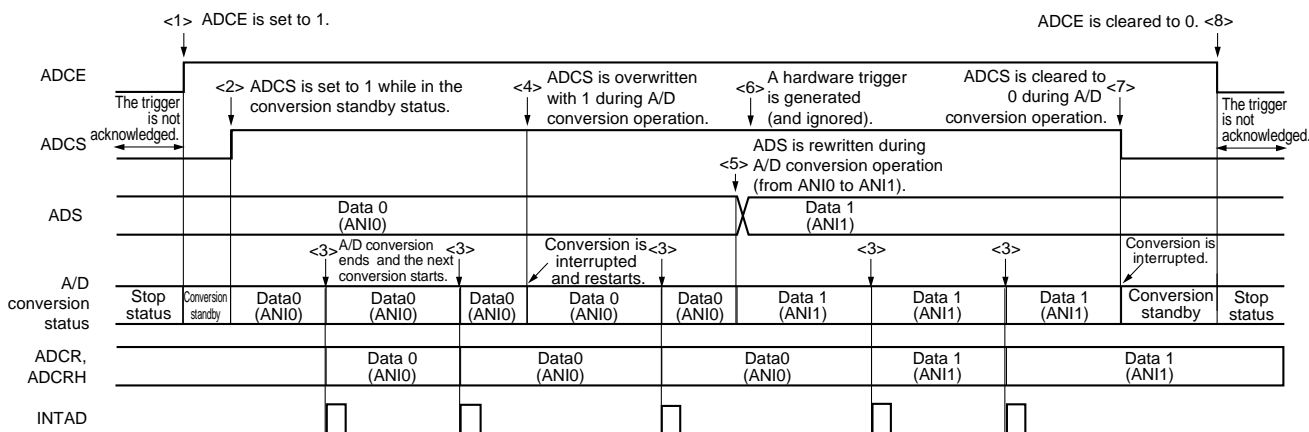 <1> ADCE is set to 1.
ADCE is cleared to 0. <8>
ADCE
The trigger
is not
acknowledged.
<2> ADCS is set to 1 while in the
conversion standby status.
<4> ADCS is overwritten
with 1 during A/D
conversion operation.
<6> A hardware trigger
is generated
(and ignored).
ADCS is cleared to <7>
0 during A/D
conversion operation.
The trigger
is not
acknowledged.
ADCS
<5> ADS is rewritten during
A/D conversion operation
(from ANI0 to ANI1).
ADS
Data 0
(ANI0)
Data 1
(ANI1)
<3> A/D conversion
ends and the next
conversion starts.
<3>
Conversion is
interrupted
and restarts.
<3>
<3>
<3>
Conversion is
interrupted.
A/D
conversion
status
Stop
status
Conversion
standby
Data0
(ANI0)
Data0
(ANI0)
Data0
(ANI0)
Data 0
(ANI0)
Data0
(ANI0)
Data 1
(ANI1)
Data 1
(ANI1)
Data 1
(ANI1)
Conversion
standby
Stop
status
ADCR,
ADCRH
Data 0
(ANI0)
Data0
(ANI0)
Data0
(ANI0)
Data 1
(ANI1)
Data 1
(ANI1)
INTAD